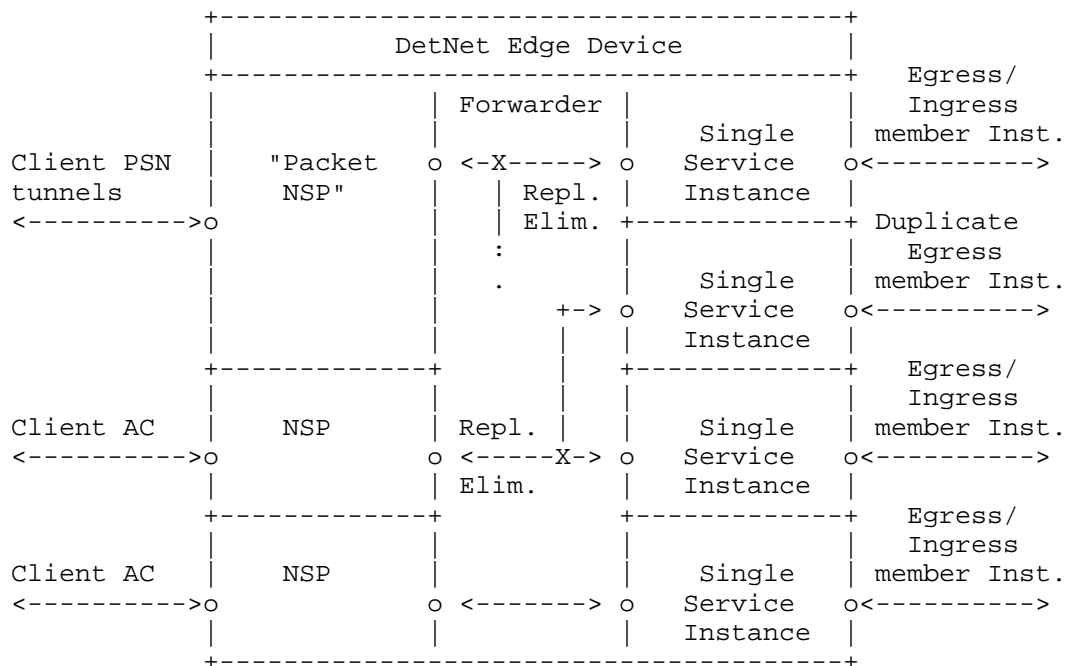 DetNet Edge Device
Egress/
Forwarder Ingress
Single member Inst.
Client PSN "Packet o <-X-----> o Service o<---------->
tunnels NSP" Repl. Instance
<---------->o Elim. Duplicate
: Egress
. Single member Inst.
+-> o Service o<---------->
Instance
Egress/
Ingress
Client AC NSP Repl. Single member Inst.
<---------->o o <-----X-> o Service o<---------->
Elim. Instance
Egress/
Ingress
Client AC NSP Single member Inst.
<---------->o o <-------> o Service o<---------->
Instance